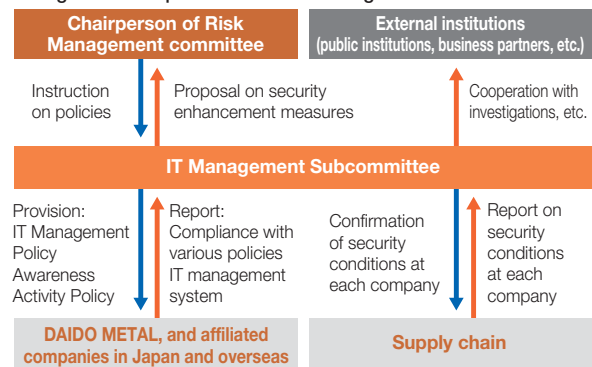 Chairperson of Risk
Management committee
External institutions
(public institutions, business partners, etc.)
Instruction
on policies
Proposal on security
enhancement measures
Cooperation with
investigations, etc.
IT Management Subcommittee
Provision:
IT Management
Policy
Awareness
Activity Policy
Report:
Compliance with
various policies
IT management
system
Confirmation
of security
conditions at
each company
Report on
security
conditions
at each
company
DAIDO METAL, and affiliated
companies in Japan and overseas
Supply chain